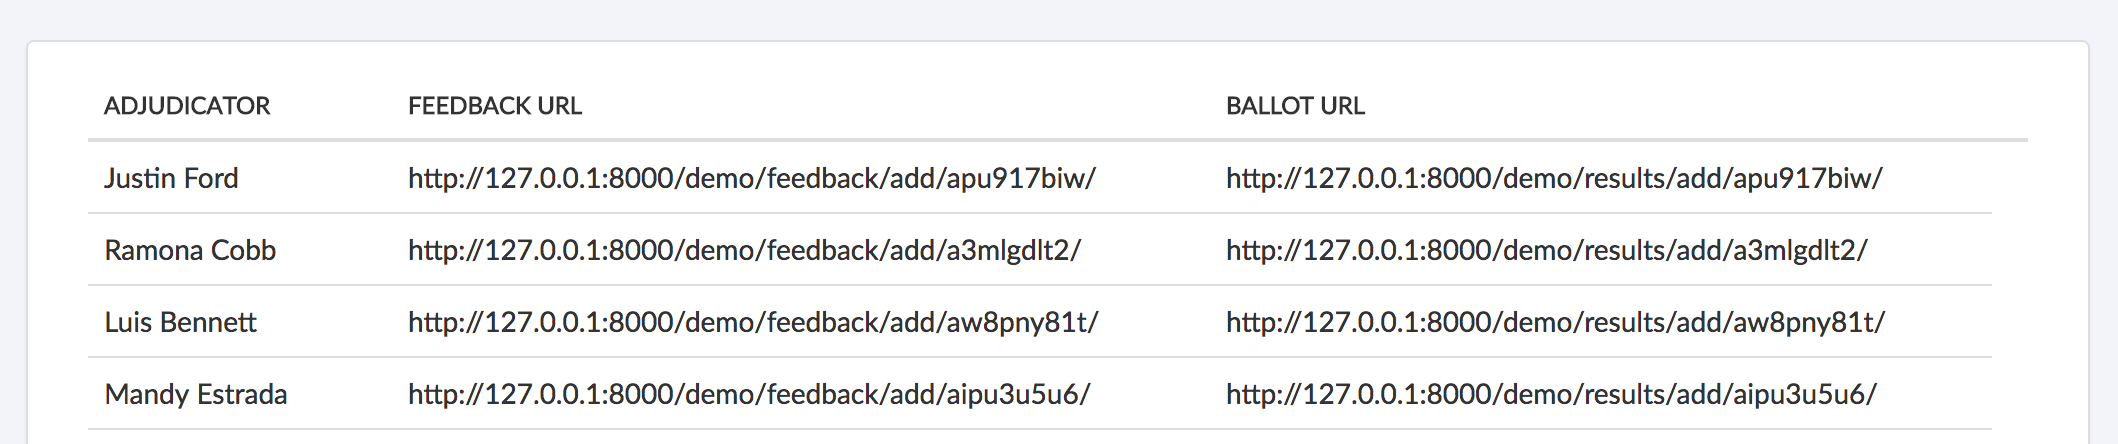 ADJUDICATOR FEEDBACK URL BALLOT URL
Justin Ford http://127.0.0.1:8000/demo/feedback/add/apu917biw/ http://127.0.0.1:8000/demo/results/add/apu917biw/
Ramona Cobb http://127.0.0.1:8000/demo/feedback/add/a3mlgdlt2/ http://127.0.0.1:8000/demo/results/add/a3mlgdlt2/
Luis Bennett http://127.0.0.1:8000/demo/feedback/add/aw8pny81t/ http://127.0.0.1:8000/demo/results/add/aw8pny81t/
Mandy Estrada http://127.0.0.1:8000/demo/feedback/add/aipu3u5u6/ http://127.0.0.1:8000/demo/results/add/aipu3u5u6/